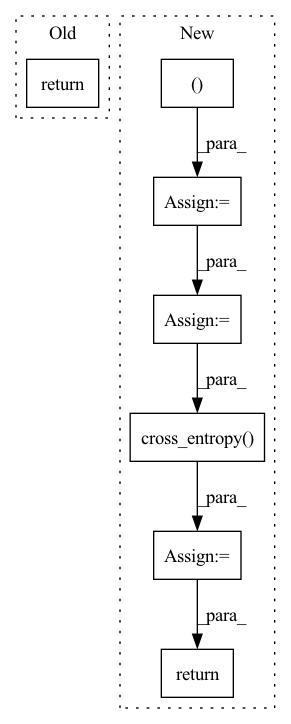 Old
New
return
()
_para_
Assign:=
_para_
Assign:=
_para_
cross_entropy()
_para_
Assign:=
_para_
return